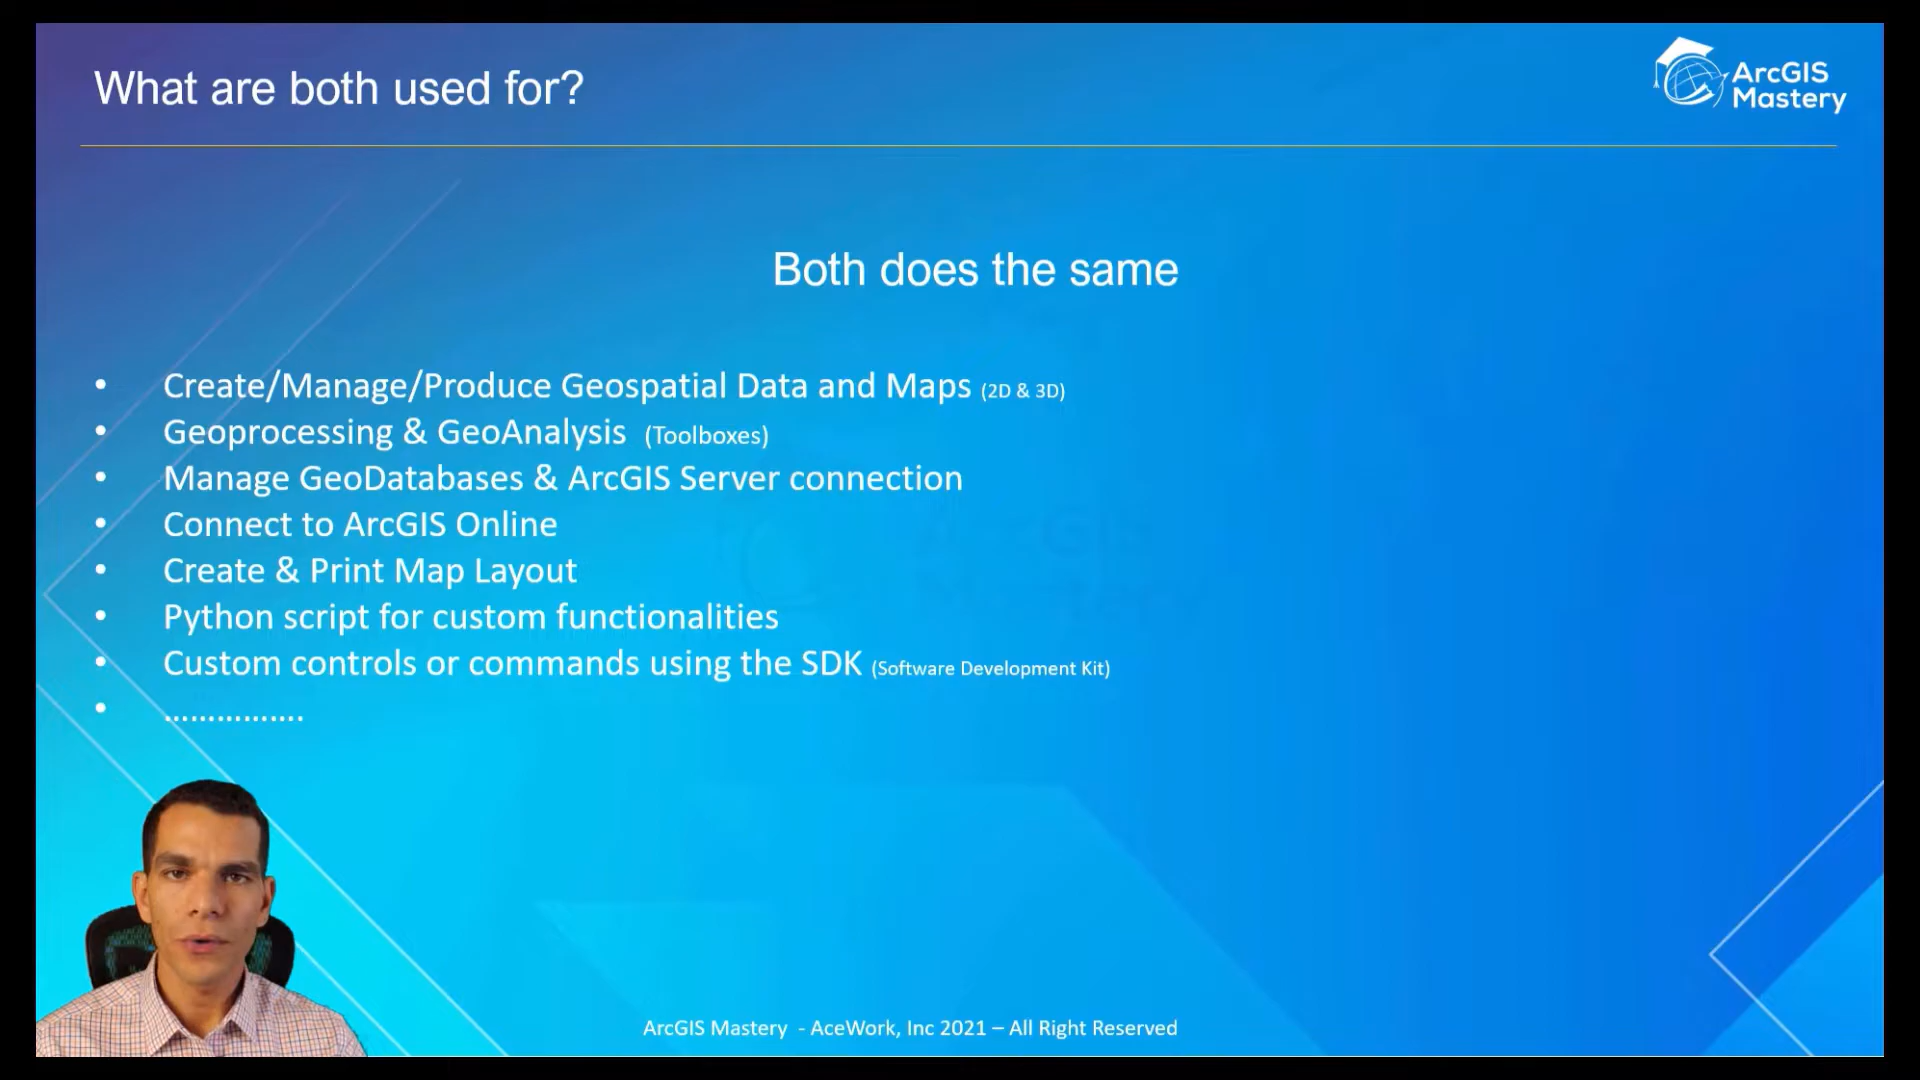 What are both used for?
ArcGIS
Mastery
Both does the same
• Create/Manage/Produce Geospatial Data and Maps (2D & 3D)
• Geoprocessing & GeoAnalysis (Toolboxes)
• Manage GeoDatabases & ArcGIS Server connection
• Connect to ArcGIS Online
• Create & Print Map Layout
• Python script for custom functionalities
• Custom controls or commands using the SDK (Software Development Kit)
• ................
ArcGIS Mastery - AceWork, Inc 2021 – All Right Reserved